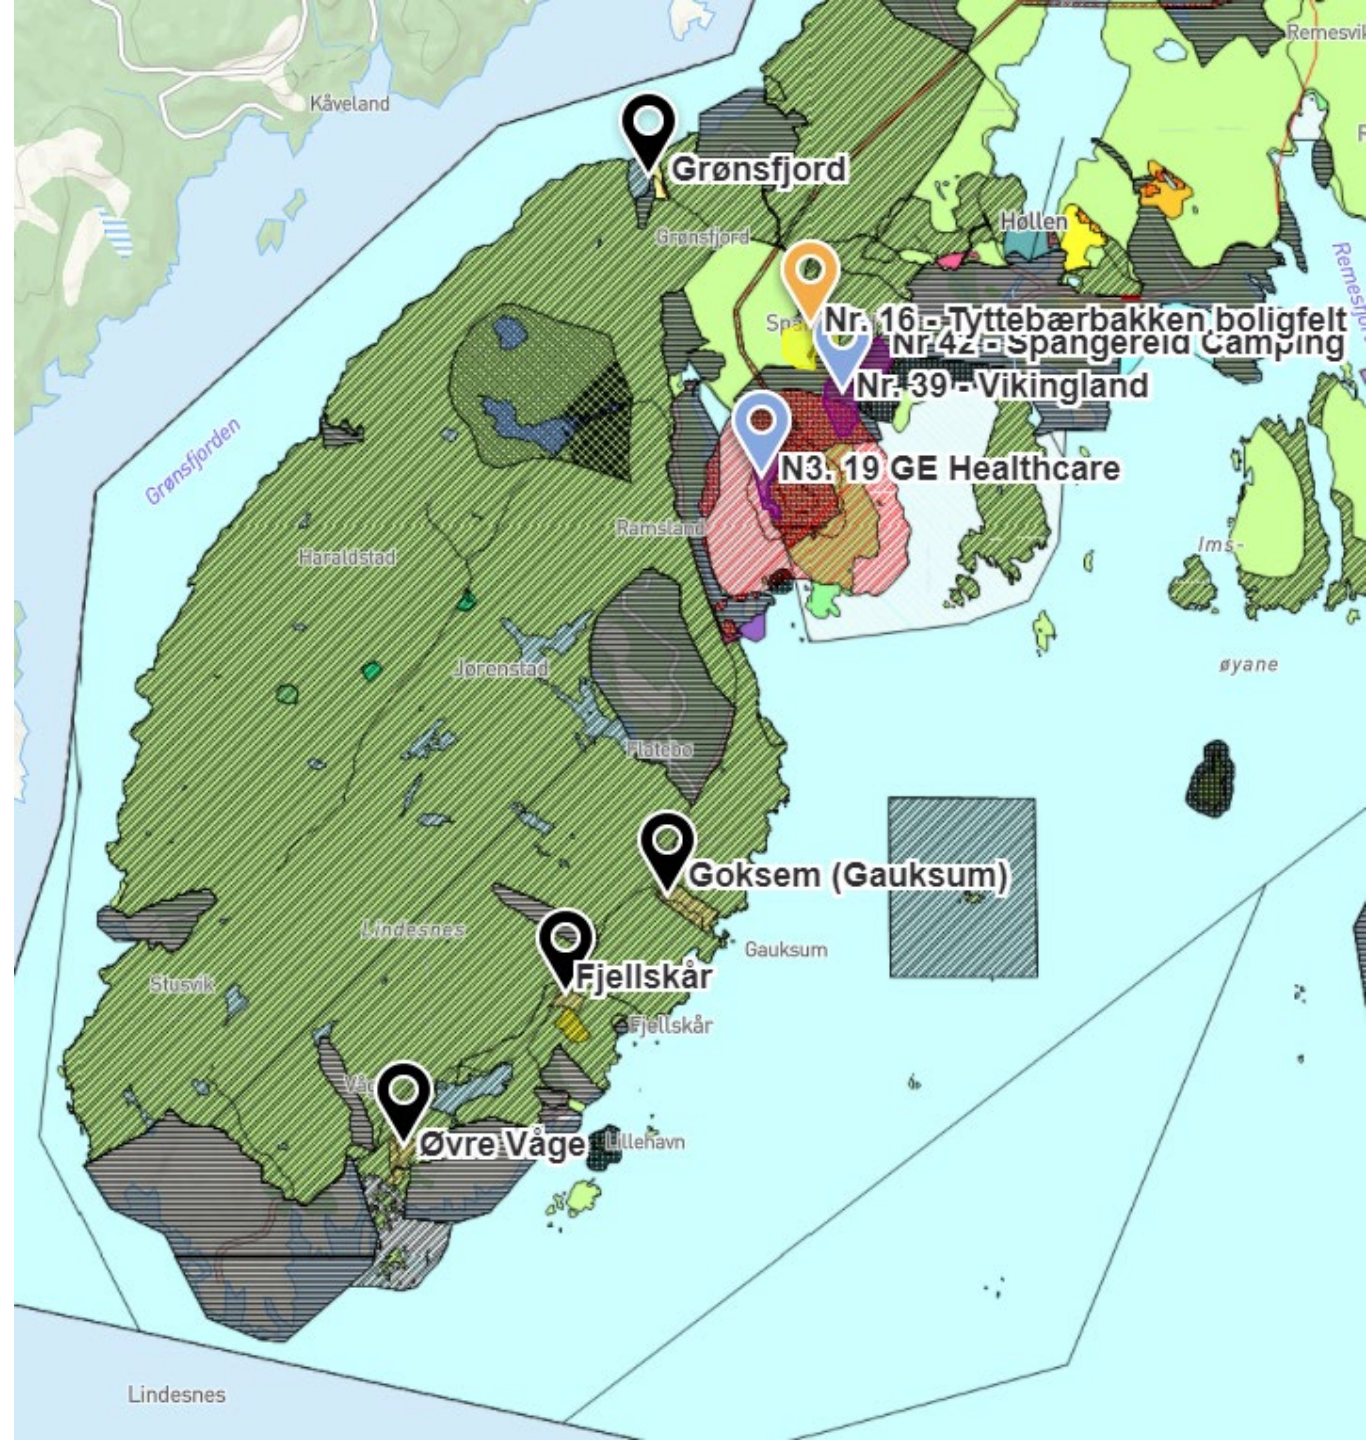 Remesvik
Kåveland
Grønsfjord
Høllen
Grønsfjord
Remesfjor
Nr. 16 - Tyttebærbakken boligfelt
Nr 42 - Spangereid Camping
Nr. 39 - Vikingland
Grønsfjorden
N3. 19 GE Healthcare
Ramsland
Ims-
Haraldstad
øyane
Jørenstad
Flatebø
Goksem (Gauksum)
Lindesnes
Gauksum
Fjellskår
Stusvik
Fjellskår
Våg
Øvre Våge
Lillehavn
Lindesnes